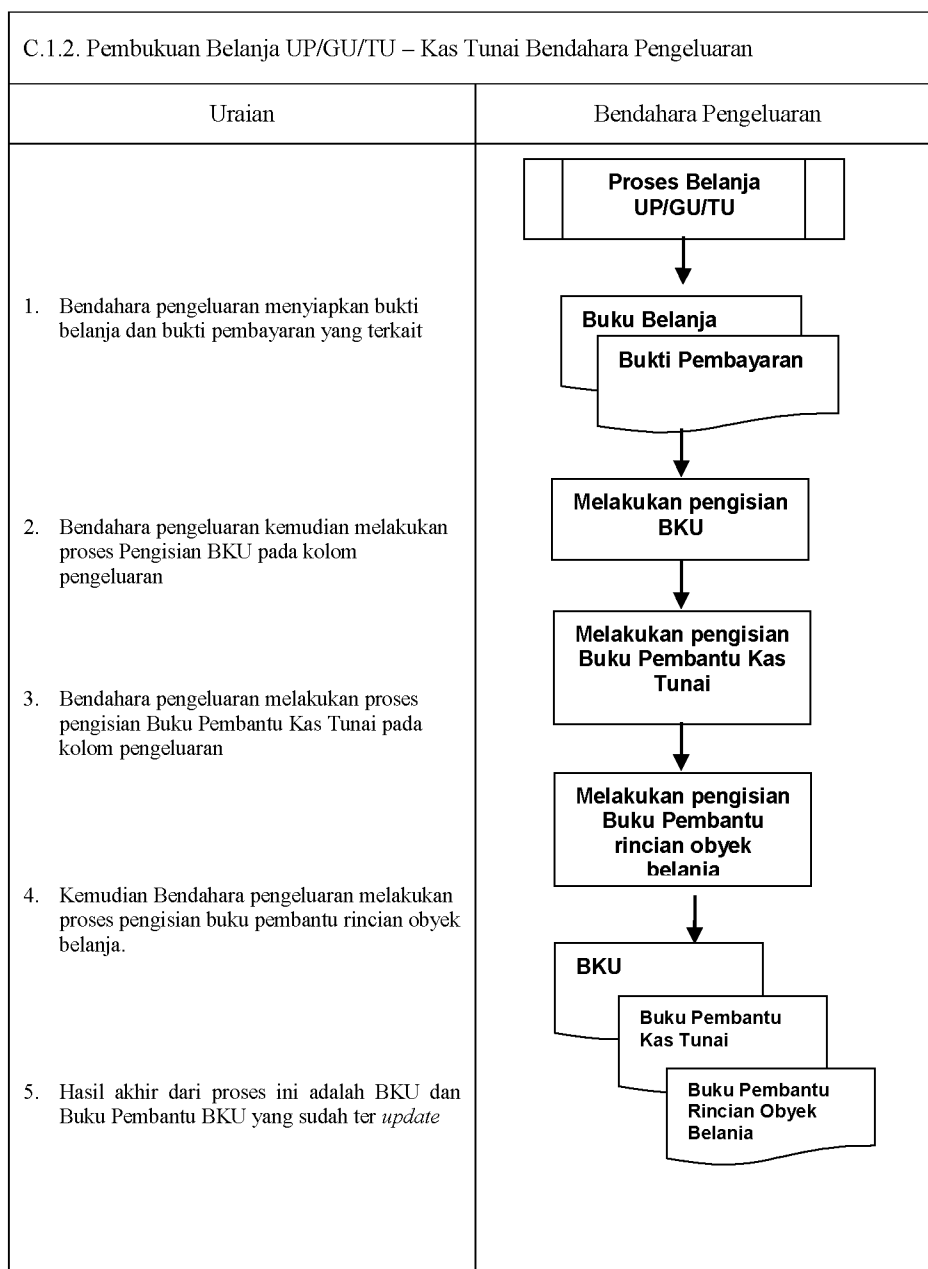 C.1.2. Pembukuan Belanja UP/GU/TU – Kas Tunai Bendahara Pengeluaran
Uraian
Bendahara Pengeluaran
1. Bendahara pengeluaran menyiapkan bukti
belanja dan bukti pembayaran yang terkait
2. Bendahara pengeluaran kemudian melakukan
proses Pengisian BKU pada kolom
pengeluaran
3. Bendahara pengeluaran melakukan proses
pengisian Buku Pembantu Kas Tunai pada
kolom pengeluaran
4. Kemudian Bendahara pengeluaran melakukan
proses pengisian buku pembantu rincian obyek
belanja.
5. Hasil akhir dari proses ini adalah BKU dan
Buku Pembantu BKU yang sudah ter update
Proses Belanja
UP/GU/TU
Buku Belanja
Bukti Pembayaran
Melakukan pengisian
BKU
Melakukan pengisian
Buku Pembantu Kas
Tunai
Melakukan pengisian
Buku Pembantu
rincian obyek
belanja
BKU
Buku Pembantu
Kas Tunai
Buku Pembantu
Rincian Obyek
Belanja